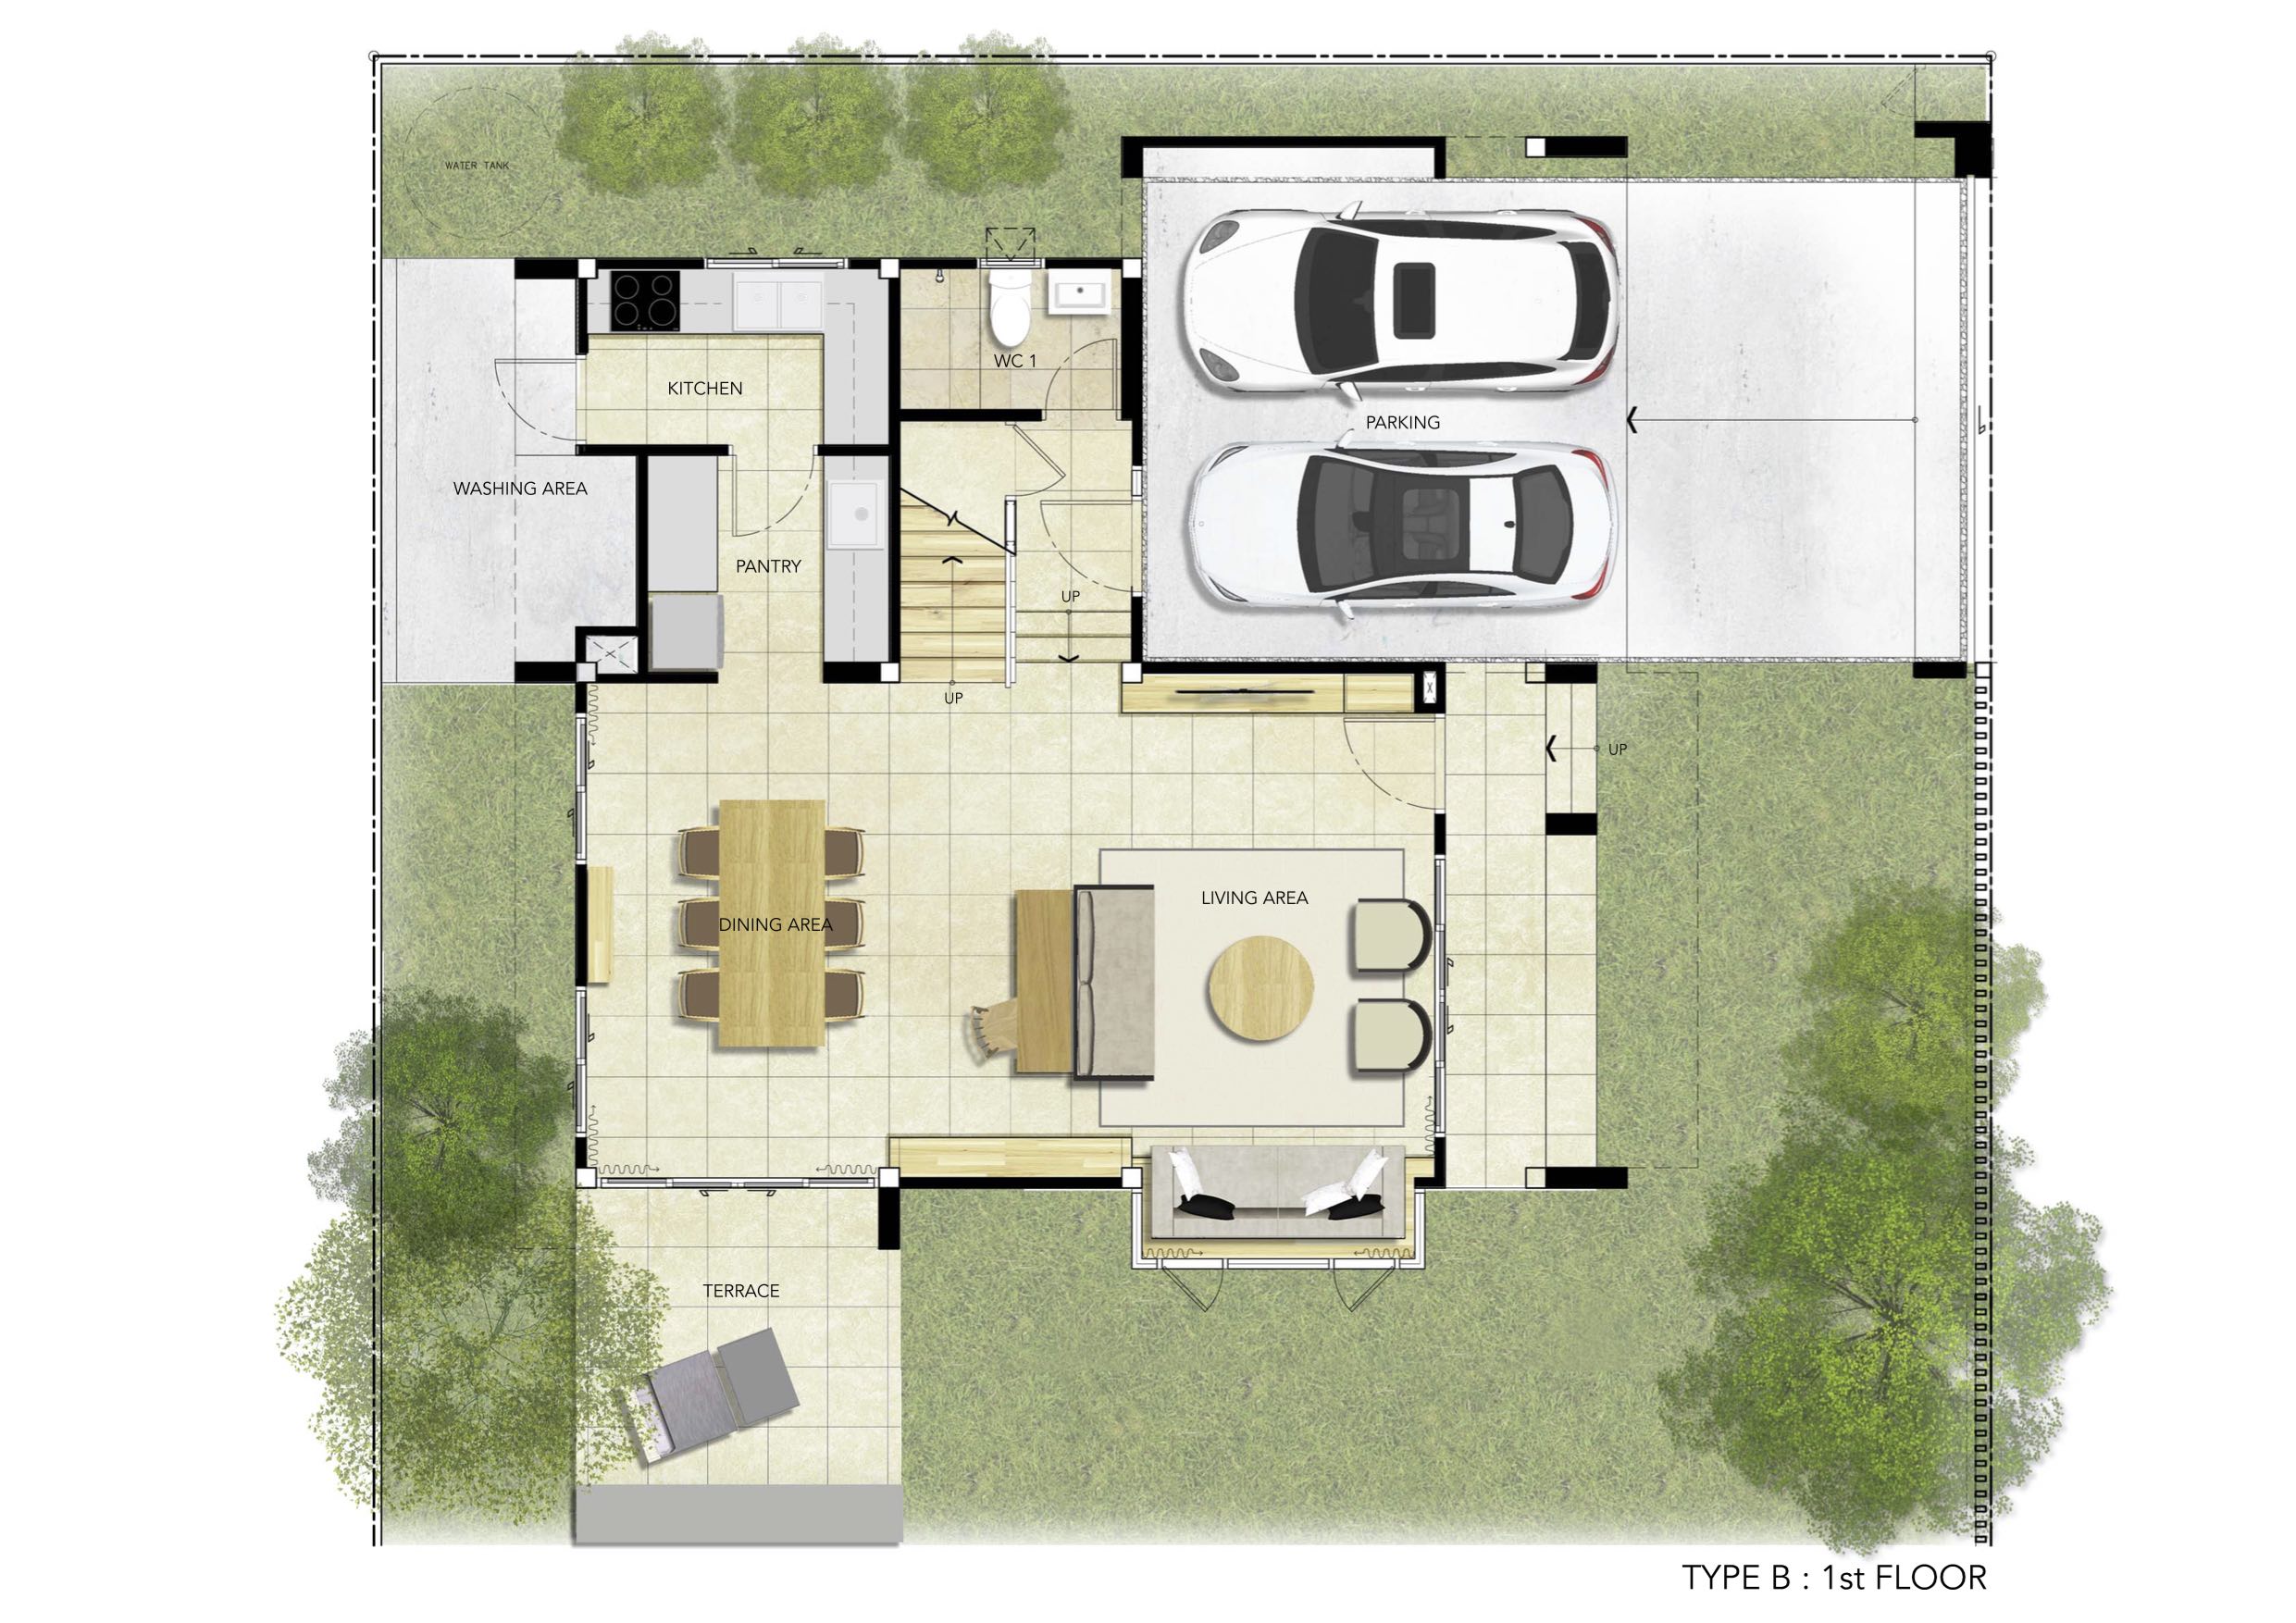 WATER TANK
WC 1
KITCHEN
PARKING
WASHING AREA
PANTRY
UP
UP
UP
LIVING AREA
DINING AREA
TERRACE
TYPE B : 1st FLOOR